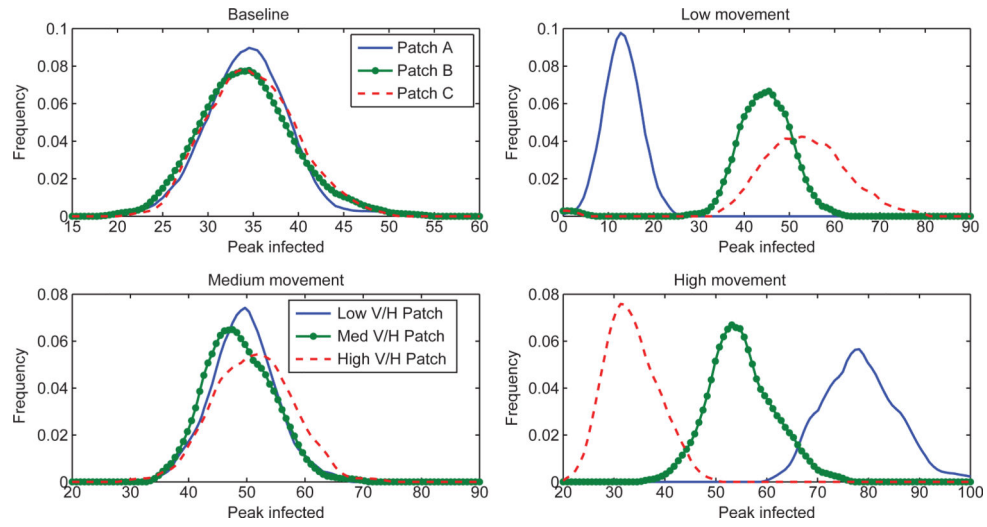 Baseline
0.1
0.08
0.06
0.04
0.02
0
Frequency
15 20 25 30 35 40 45 50 55 60
Peak infected
Patch A
Patch B
Patch C
Low movement
0.1
0.08
0.06
0.04
0.02
0
Frequency
0 10 20 30 40 50 60 70 80 90
Peak infected
Medium movement
0.08
0.06
0.04
0.02
0
Frequency
20 30 40 50 60 70 80 90
Peak infected
Low V/H Patch
Med V/H Patch
High V/H Patch
High movement
0.08
0.06
0.04
0.02
0
Frequency
20 30 40 50 60 70 80 90 100
Peak infected